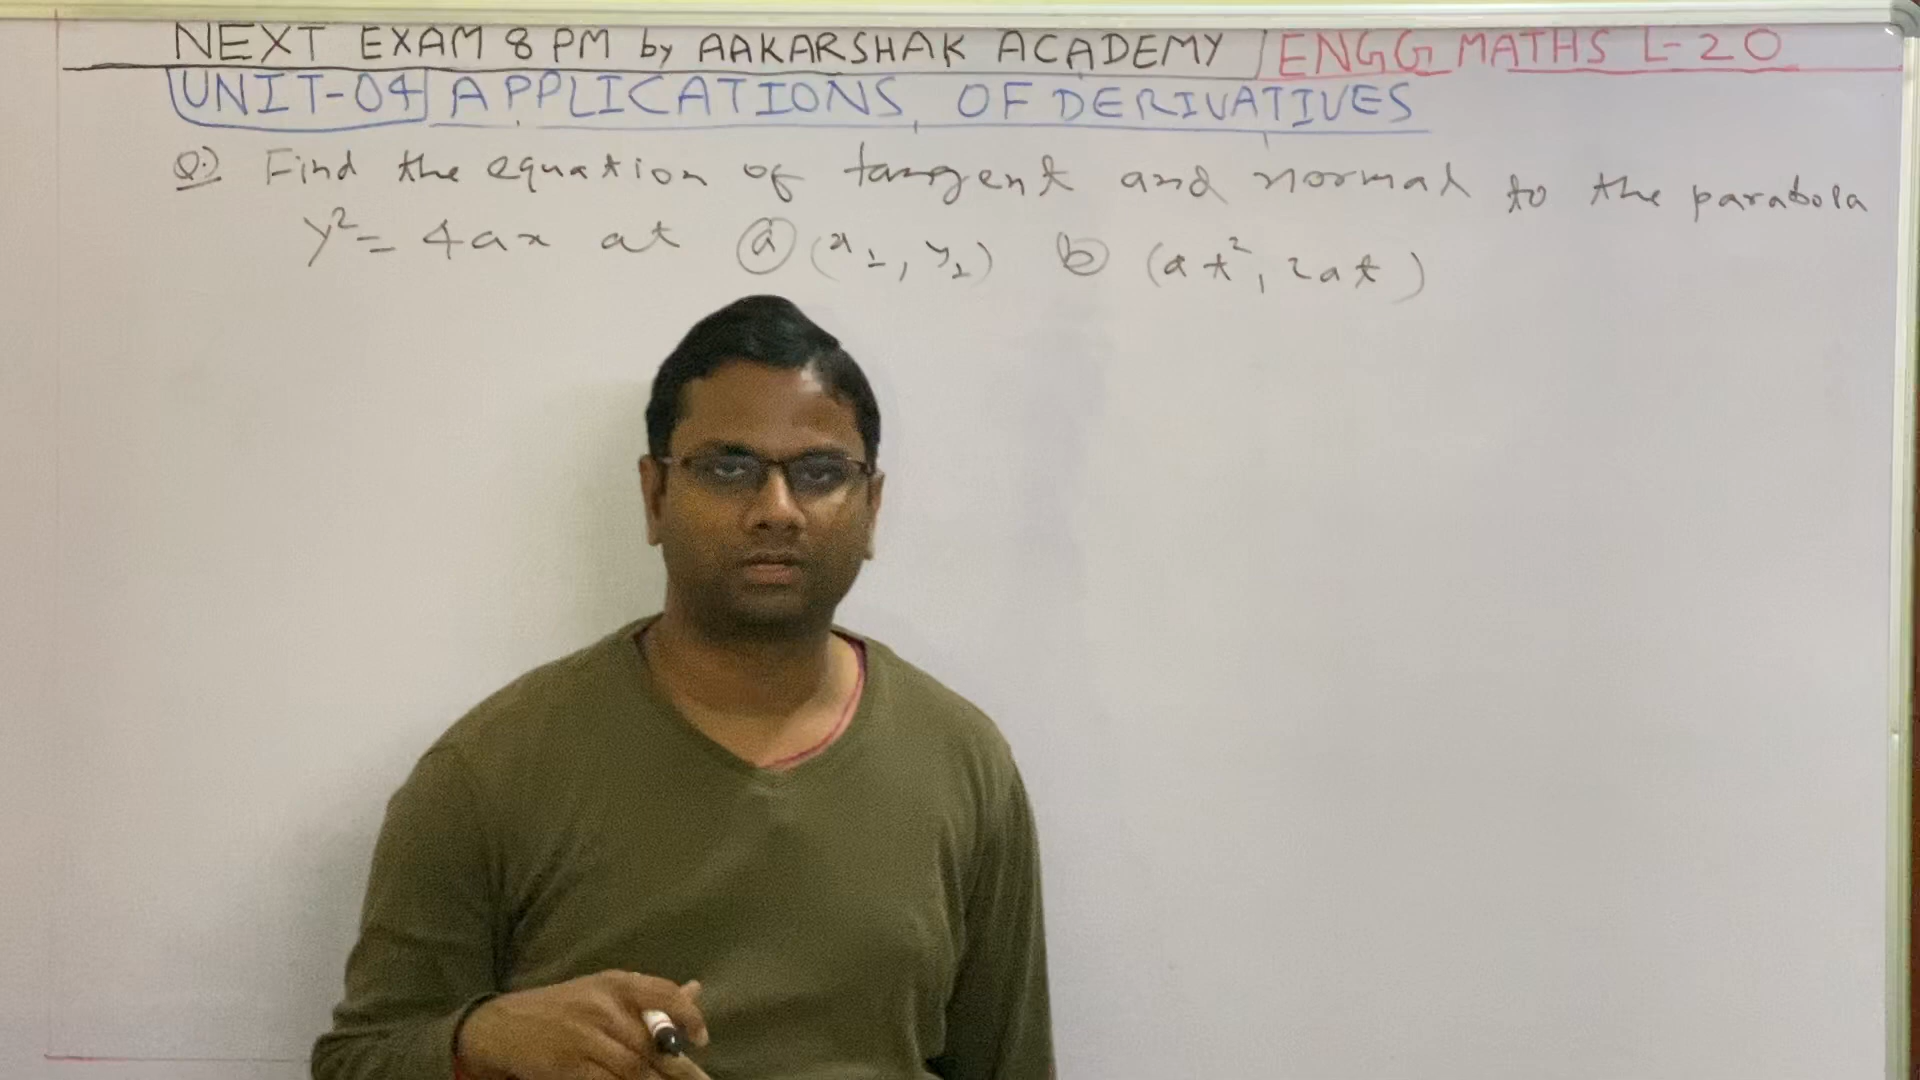 NEXT EXAM 8 PM by AAKARSHAK ACADEMY | ENGG MATHS L-20
UNIT-04 APPLICATIONS OF DERIVATIVES
Q.) Find the equation of tangent and normal to the parabola
y² = 4ax at ⓐ (x₁, y₁) ⓑ (at², 2at)